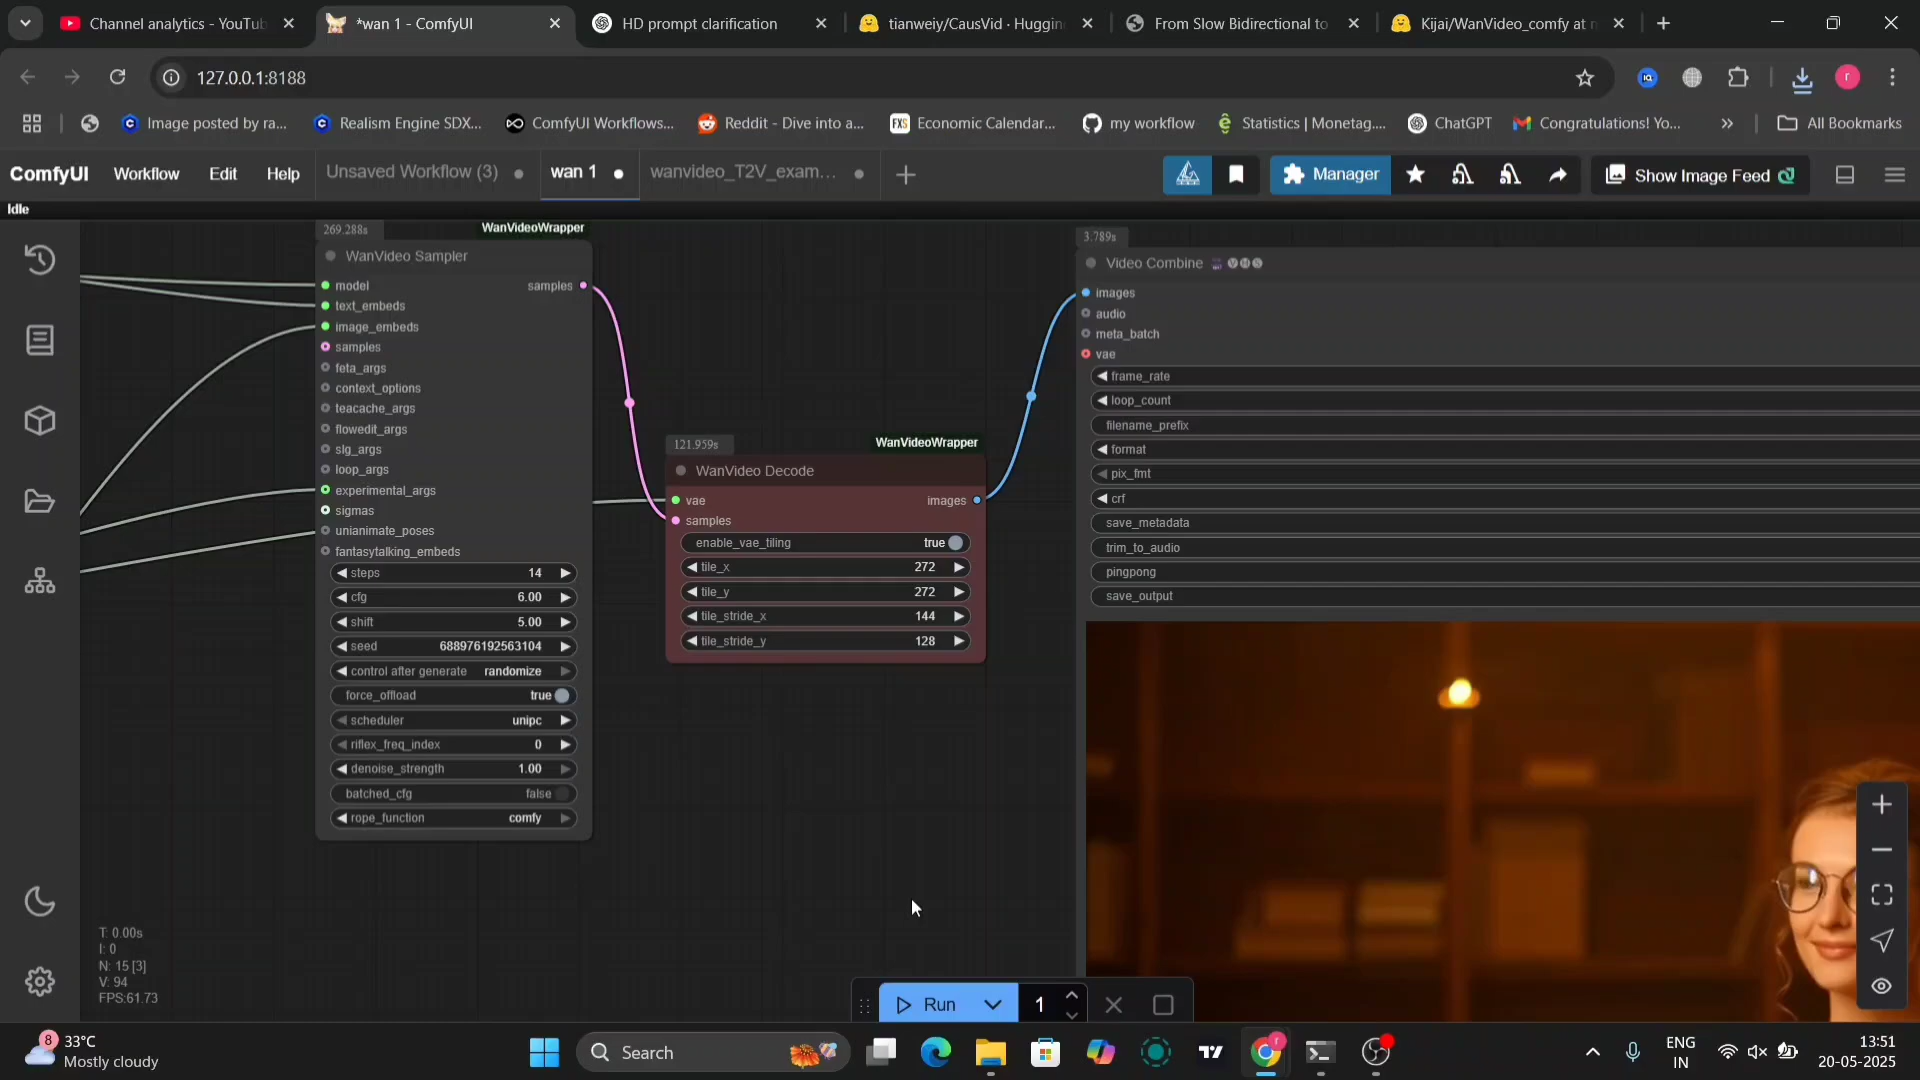 Channel analytics - YouTub
*wan 1 - ComfyUI
HD prompt clarification
tianweiy/CausVid · Huggin
From Slow Bidirectional to
Kijai/WanVideo_comfy at m
127.0.0.1:8188
Image posted by ra...
Realism Engine SDX...
ComfyUI Workflows...
Reddit - Dive into a...
FXS
Economic Calendar...
my workflow
Statistics | Monetag....
ChatGPT
Congratulations! Yo...
All Bookmarks
ComfyUI
Workflow
Edit
Help
Unsaved Workflow (3)
wan 1
wanvideo_T2V_exam...
Manager
Show Image Feed
Idle
269.288s
WanVideoWrapper
WanVideo Sampler
model
samples
text_embeds
image_embeds
samples
feta_args
context_options
teacache_args
flowedit_args
slg_args
loop_args
experimental_args
sigmas
unianimate_poses
fantasytalking_embeds
steps 14
cfg 6.00
shift 5.00
seed 688976192563104
control after generate randomize
force_offload true
scheduler unipc
riflex_freq_index 0
denoise_strength 1.00
batched_cfg false
rope_function comfy
121.959s
WanVideoWrapper
WanVideo Decode
vae
images
samples
enable_vae_tiling true
tile_x 272
tile_y 272
tile_stride_x 144
tile_stride_y 128
3.789s
Video Combine
images
audio
meta_batch
vae
frame_rate
loop_count
filename_prefix
format
pix_fmt
crf
save_metadata
trim_to_audio
pingpong
save_output
T: 0.00s
I: 0
N: 15 [3]
V: 94
FPS:61.73
Run
1
8
33°C
Mostly cloudy
Search
ENG
IN
13:51
20-05-2025